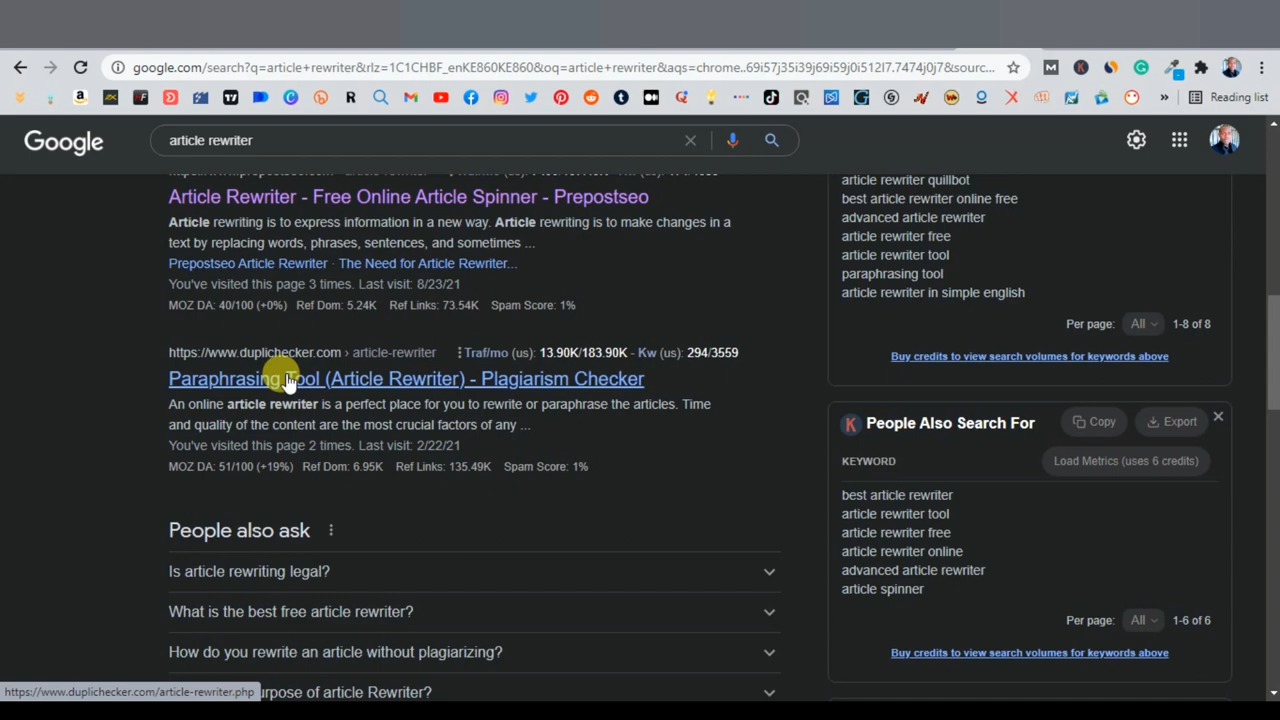 google.com/search?q=article+rewriter&rlz=1C1CHBF_enKE860KE860&oq=article+rewriter&aqs=chrome..69i57j35i39j69i59j0i512l7.7474j0j7&sourc...
Reading list
Google
article rewriter
Article Rewriter - Free Online Article Spinner - Prepostseo
Article rewriting is to express information in a new way. Article rewriting is to make changes in a
text by replacing words, phrases, sentences, and sometimes ...
Prepostseo Article Rewriter · The Need for Article Rewriter...
You've visited this page 3 times. Last visit: 8/23/21
MOZ DA: 40/100 (+0%) Ref Dom: 5.24K Ref Links: 73.54K Spam Score: 1%
https://www.duplichecker.com › article-rewriter Traf/mo (us): 13.90K/183.90K - Kw (us): 294/3559
Paraphrasing Tool (Article Rewriter) - Plagiarism Checker
An online article rewriter is a perfect place for you to rewrite or paraphrase the articles. Time
and quality of the content are the most crucial factors of any ...
You've visited this page 2 times. Last visit: 2/22/21
MOZ DA: 51/100 (+19%) Ref Dom: 6.95K Ref Links: 135.49K Spam Score: 1%
People also ask
Is article rewriting legal?
What is the best free article rewriter?
How do you rewrite an article without plagiarizing?
urpose of article Rewriter?
https://www.duplichecker.com/article-rewriter.php
article rewriter quillbot
best article rewriter online free
advanced article rewriter
article rewriter free
article rewriter tool
paraphrasing tool
article rewriter in simple english
Per page: All 1-8 of 8
Buy credits to view search volumes for keywords above
K People Also Search For Copy Export
KEYWORD Load Metrics (uses 6 credits)
best article rewriter
article rewriter tool
article rewriter free
article rewriter online
advanced article rewriter
article spinner
Per page: All 1-6 of 6
Buy credits to view search volumes for keywords above